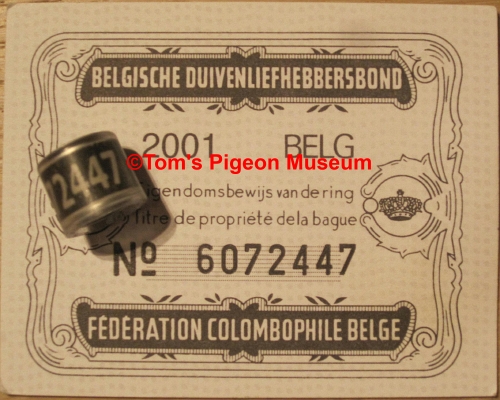 BELGISCHE DUIVENLIEFHEBBERSBOND
2001 BELG
©Tom's Pigeon Museum
igendomsbewijs van de ring
titre de propriété de la bague
2447
Nº 6072447
FÉDÉRATION COLOMBOPHILE BELGE